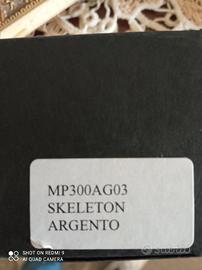 MP300AG03
SKELETON
ARGENTO
SHOT ON REDMI 9
AI QUAD CAMERA